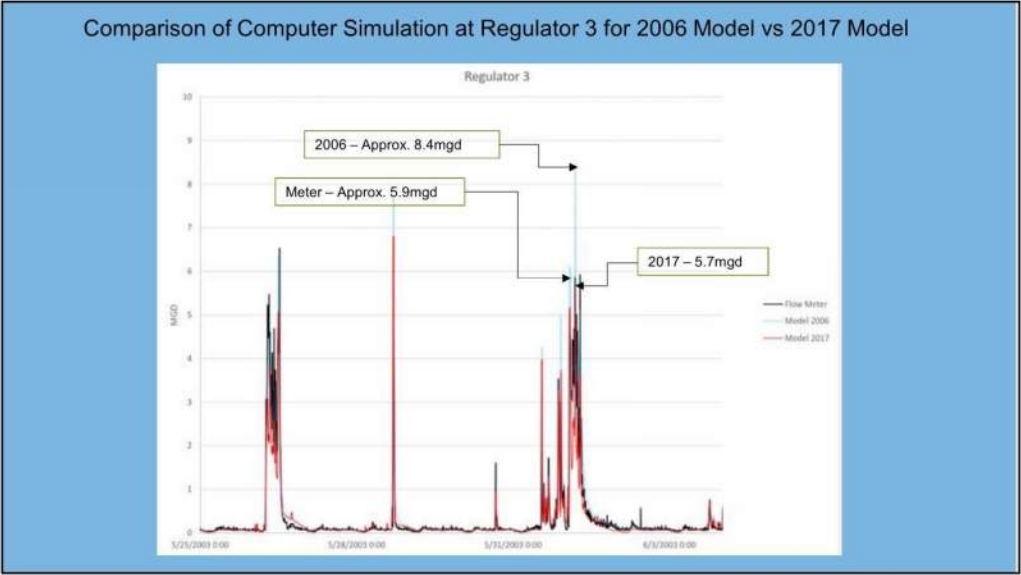 Comparison of Computer Simulation at Regulator 3 for 2006 Model vs 2017 Model
Regulator 3
10
9
8
7
6
5
4
3
2
1
0
MGD
2006 – Approx. 8.4mgd
Meter – Approx. 5.9mgd
2017 – 5.7mgd
Flow Meter
Model 2006
Model 2017
5/25/2003 0:00
5/28/2003 0:00
5/31/2003 0:00
6/3/2003 0:00